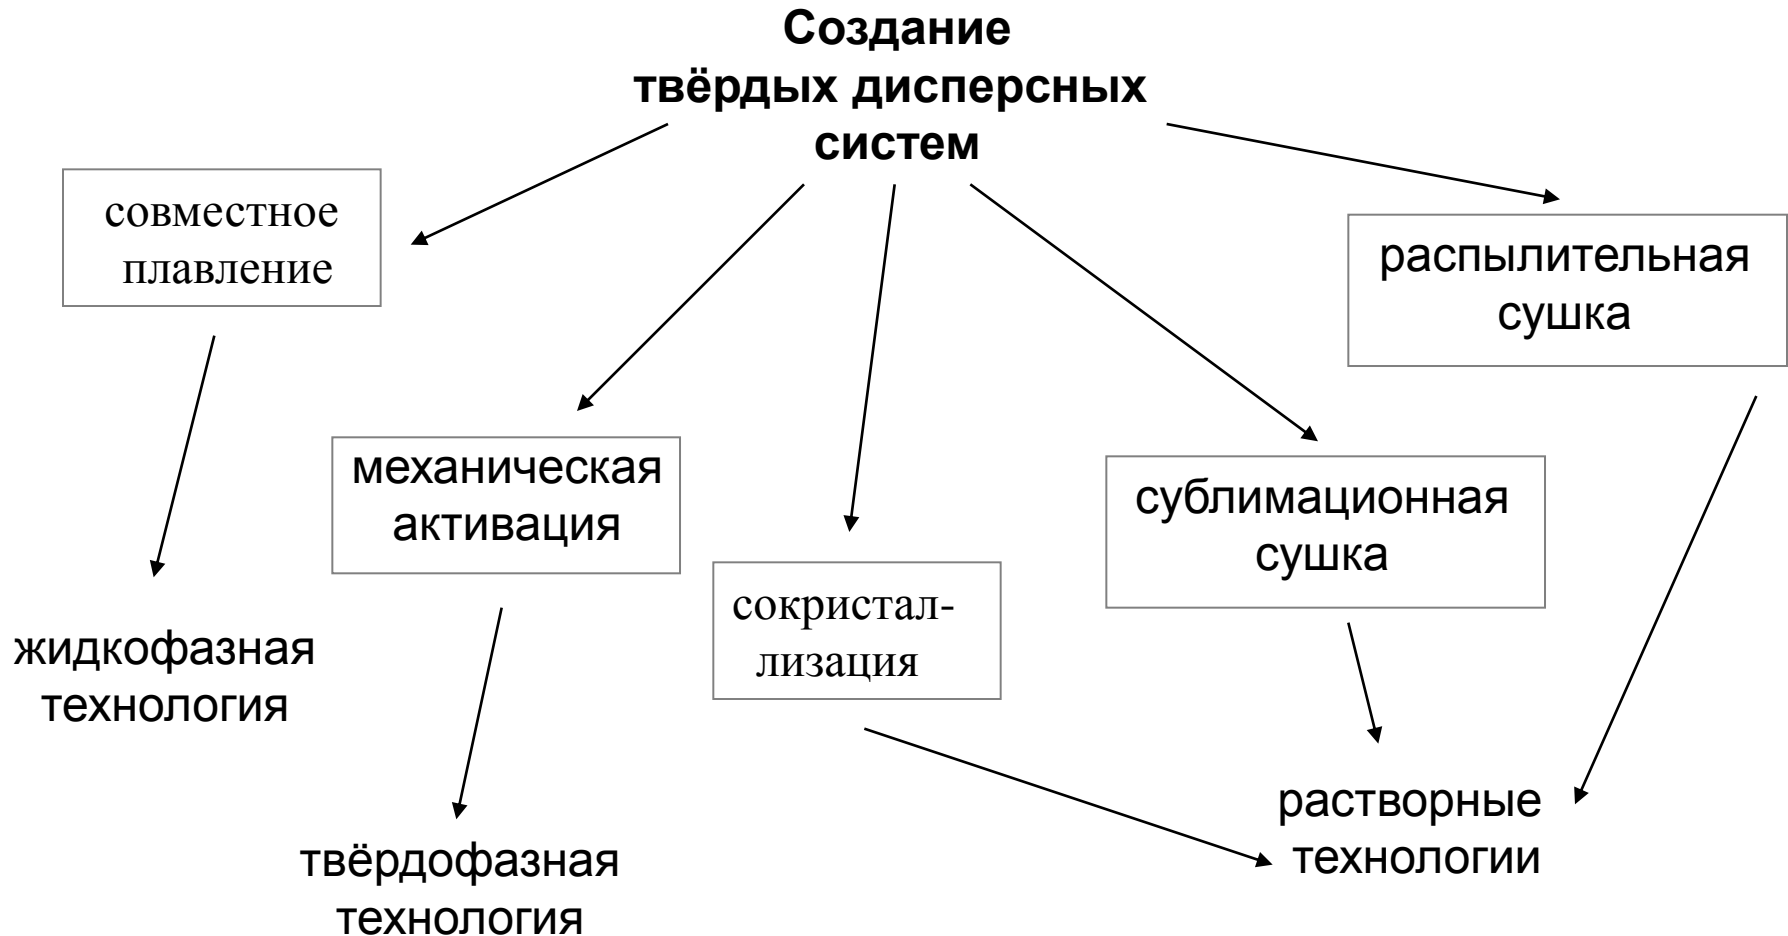 Создание
твёрдых дисперсных
систем
совместное
плавление
распылительная
сушка
механическая
активация
сублимационная
сушка
сокристал-
лизация
жидкофазная
технология
твёрдофазная
технология
растворные
технологии